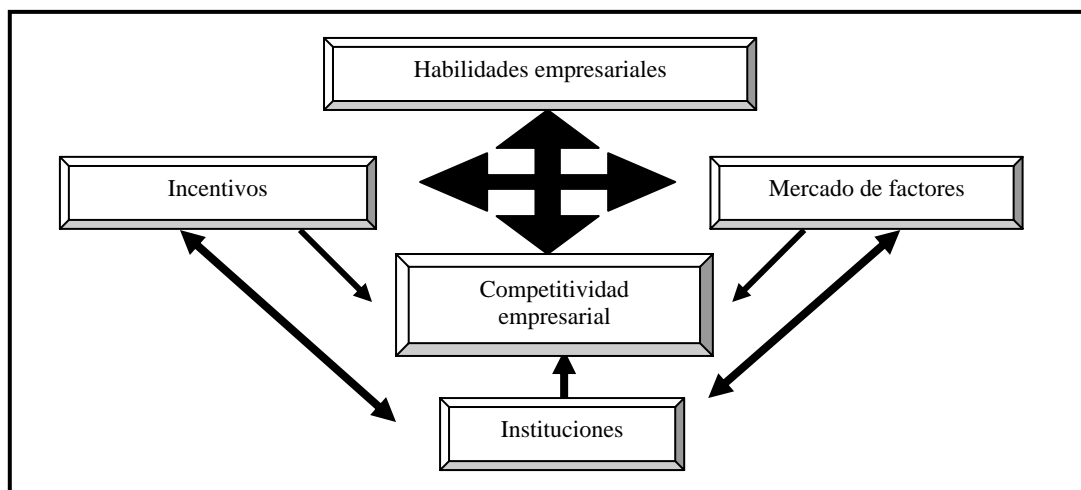 Habilidades empresariales
Incentivos
Mercado de factores
Competitividad
empresarial
Instituciones